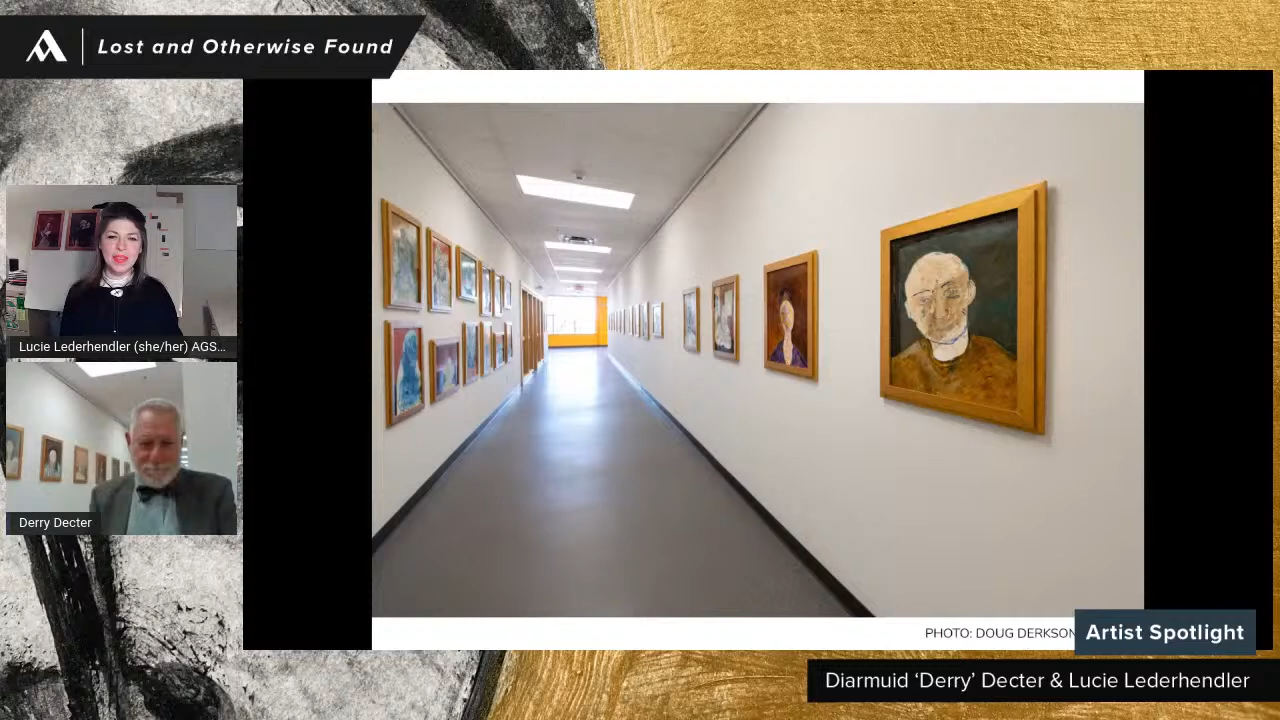 Lost and Otherwise Found
Lucie Lederhendler (she/her) AGS...
Derry Decter
PHOTO: DOUG DERKSON
Artist Spotlight
Diarmuid ‘Derry’ Decter & Lucie Lederhendler